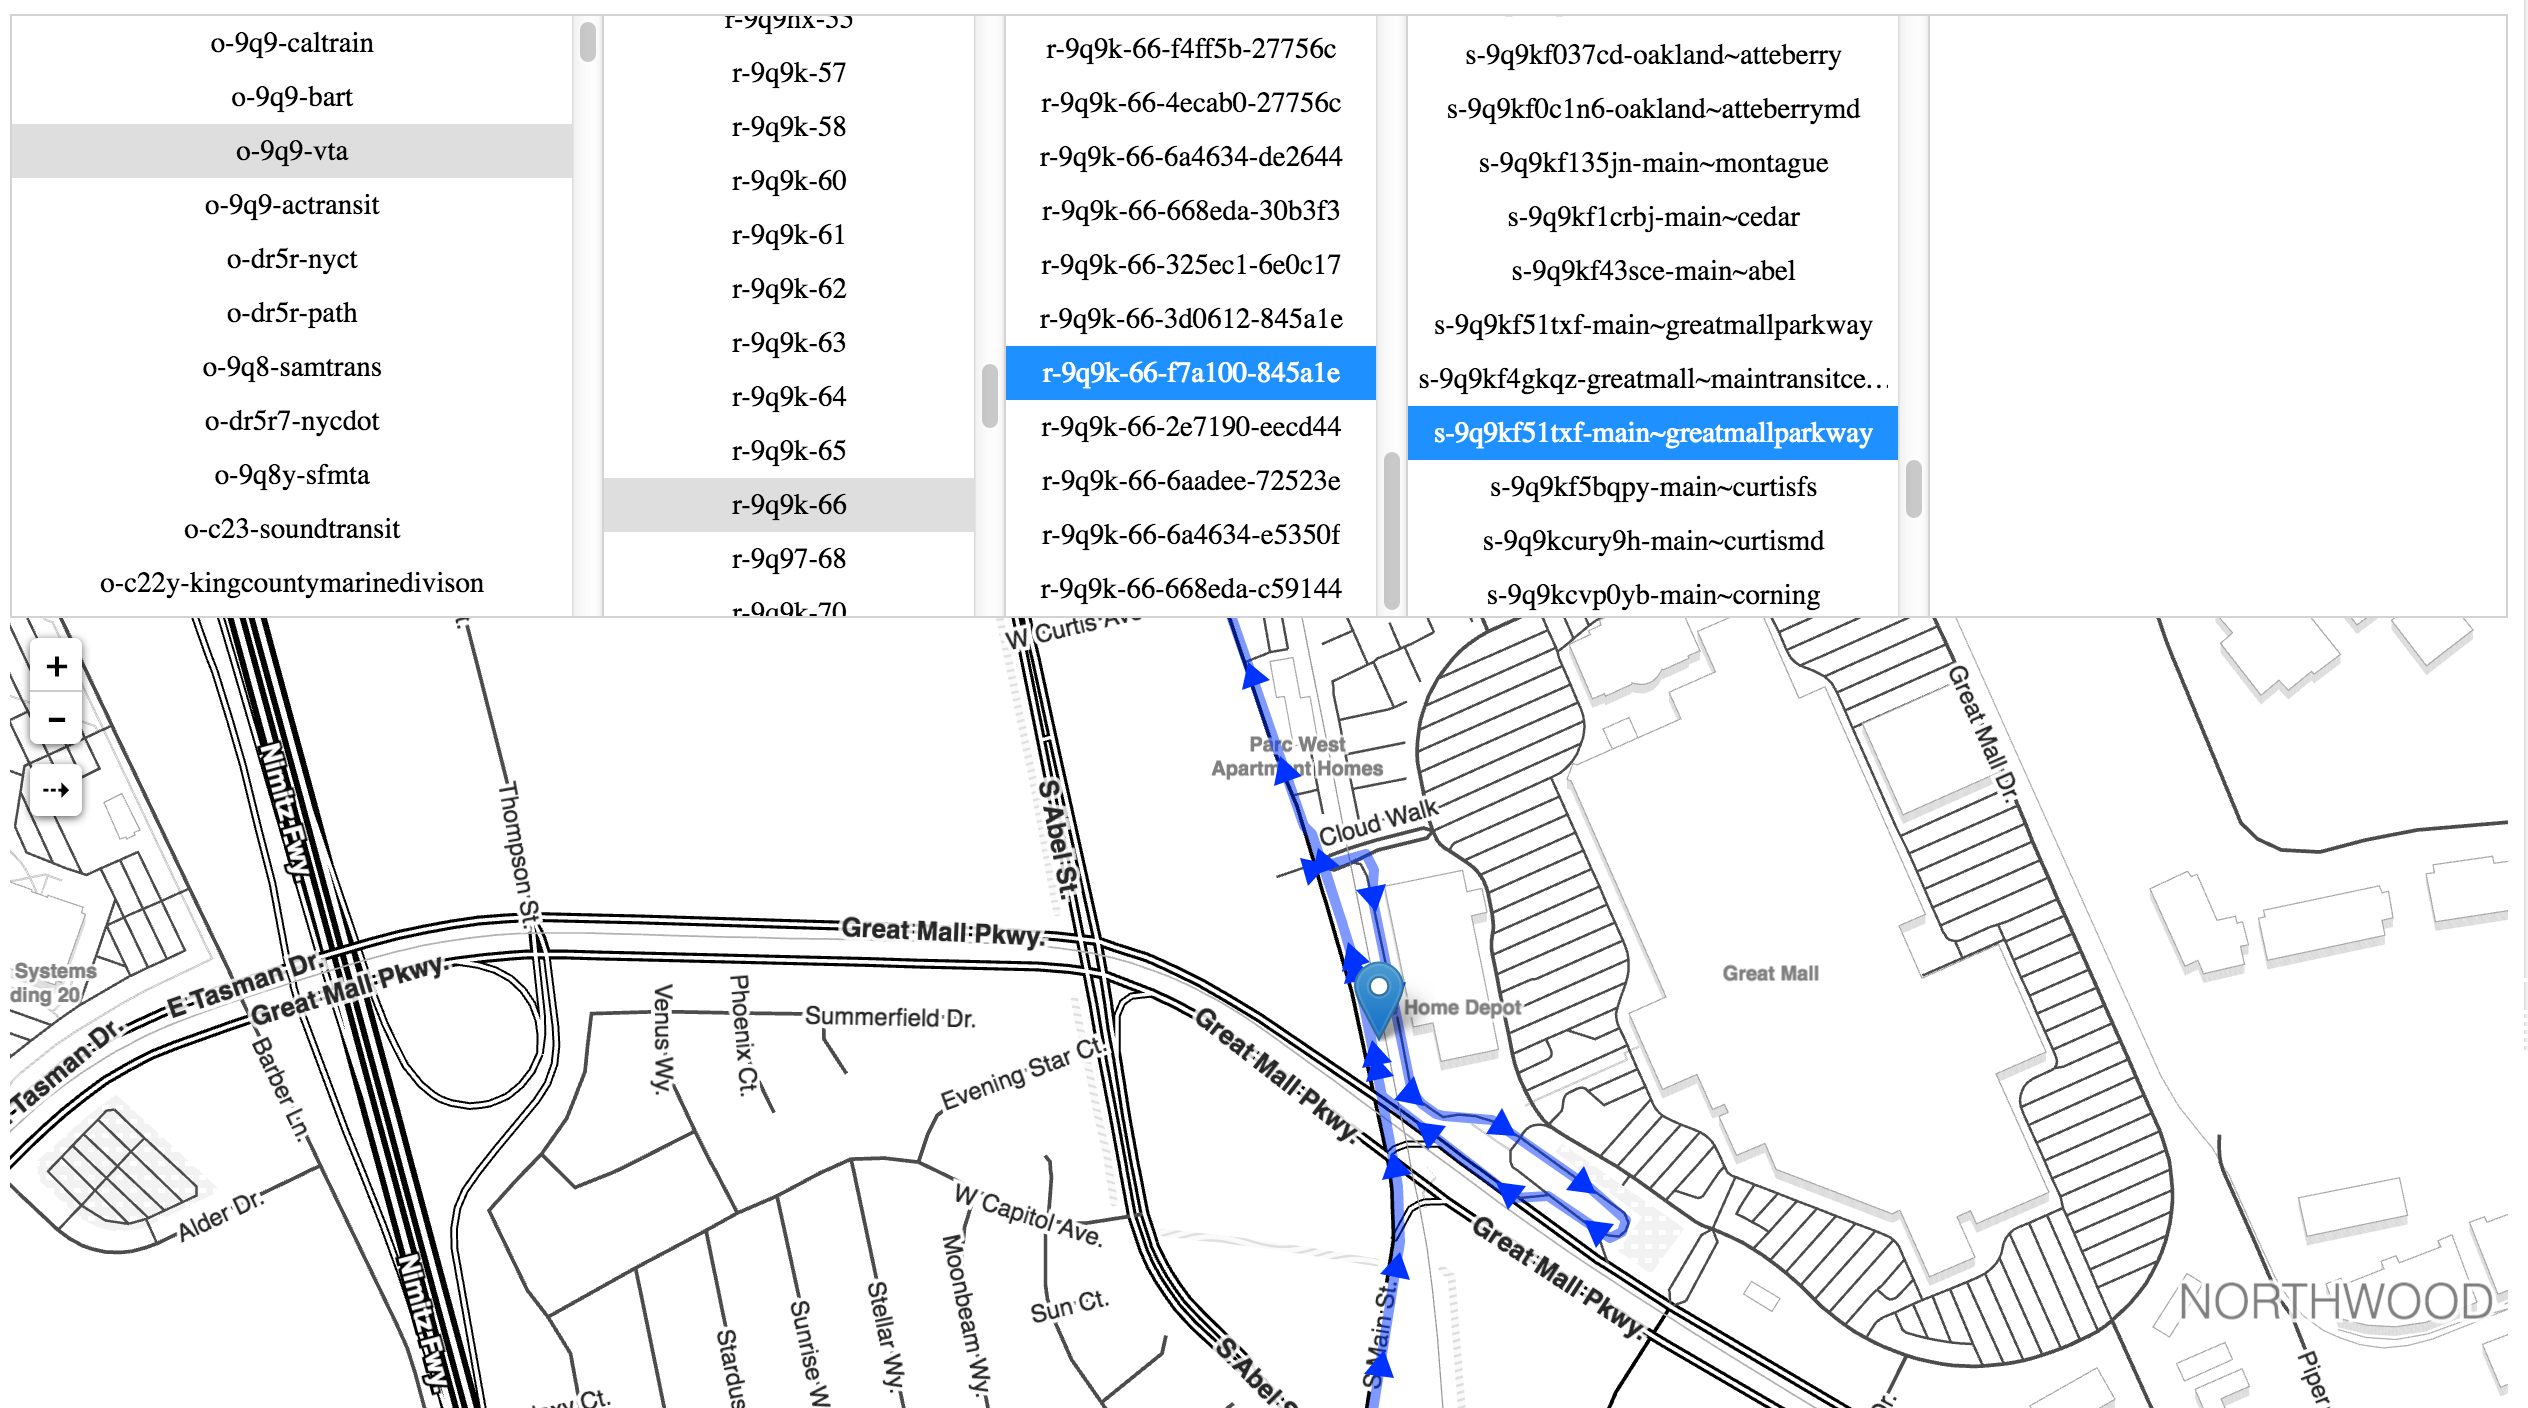 o-9q9-caltrain
o-9q9-bart
o-9q9-vta
o-9q9-actransit
o-dr5r-nyct
o-dr5r-path
o-9q8-samtrans
o-dr5r7-nycdot
o-9q8y-sfmta
o-c23-soundtransit
o-c22y-kingcountymarinedivison
r-9q9k-57
r-9q9k-58
r-9q9k-60
r-9q9k-61
r-9q9k-62
r-9q9k-63
r-9q9k-64
r-9q9k-65
r-9q9k-66
r-9q97-68
r-9q9k-70
r-9q9k-66-f4ff5b-27756c
r-9q9k-66-4ecab0-27756c
r-9q9k-66-6a4634-de2644
r-9q9k-66-668eda-30b3f3
r-9q9k-66-325ec1-6e0c17
r-9q9k-66-3d0612-845a1e
r-9q9k-66-f7a100-845a1e
r-9q9k-66-2e7190-eecd44
r-9q9k-66-6aadee-72523e
r-9q9k-66-6a4634-e5350f
r-9q9k-66-668eda-c59144
s-9q9kf037cd-oakland~atteberry
s-9q9kf0c1n6-oakland~atteberrymd
s-9q9kf135jn-main~montague
s-9q9kf1crbj-main~cedar
s-9q9kf43sce-main~abel
s-9q9kf51txf-main~greatmallparkway
s-9q9kf4gkqz-greatmall~maintransitce...
s-9q9kf51txf-main~greatmallparkway
s-9q9kf5bqpy-main~curtisfs
s-9q9kcury9h-main~curtismd
s-9q9kcvp0yb-main~corning
+
−
W Curtis Ave
Nimitz Fwy.
Thompson St.
S Abel St.
Parc West
Apartment Homes
Cloud Walk
Great Mall Dr.
Great Mall Pkwy.
E Tasman Dr.
Great Mall Pkwy.
Tasman Dr.
Systems
ding 20
Great Mall
Home Depot
Barber Ln.
Venus Wy.
Phoenix Ct.
Summerfield Dr.
Evening Star Ct.
Great Mall Pkwy.
Alder Dr.
W Capitol Ave.
Moonbeam Wy.
Stellar Wy.
Sunrise W
Stardus
Sun Ct.
Great Mall Pkwy.
S Main St.
S Abel S
Nimitz Fwy.
NORTHWOOD
Piper
Dr.
xy Ct.